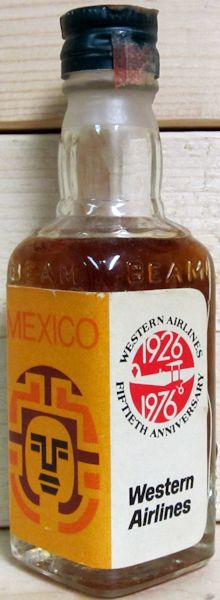 BEAM BEAM
MEXICO
WESTERN AIRLINES
1926
1976
FIFTIETH ANNIVERSARY
Western
Airlines